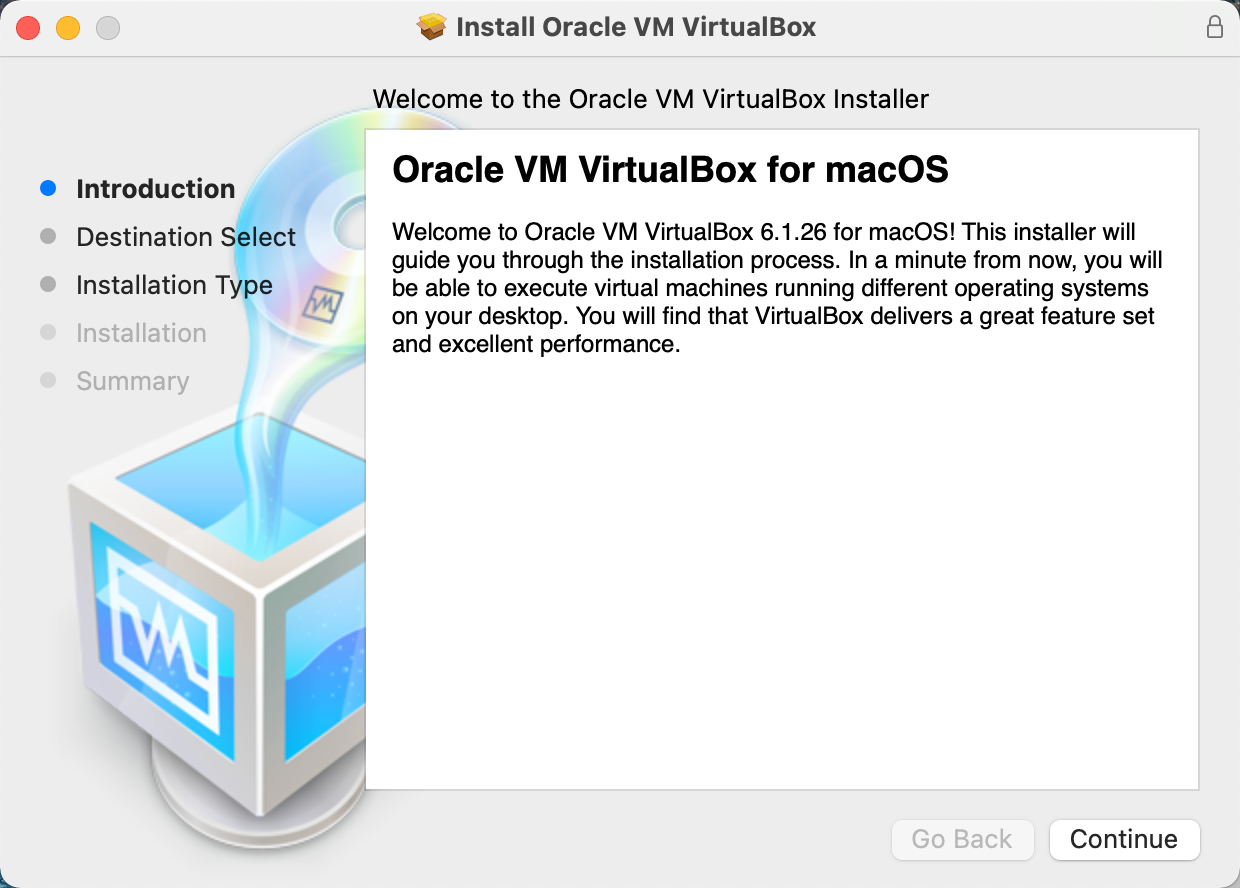 Install Oracle VM VirtualBox
Welcome to the Oracle VM VirtualBox Installer
Introduction
Destination Select
Installation Type
Installation
Summary
Oracle VM VirtualBox for macOS
Welcome to Oracle VM VirtualBox 6.1.26 for macOS! This installer will
guide you through the installation process. In a minute from now, you will
be able to execute virtual machines running different operating systems
on your desktop. You will find that VirtualBox delivers a great feature set
and excellent performance.
Go Back
Continue